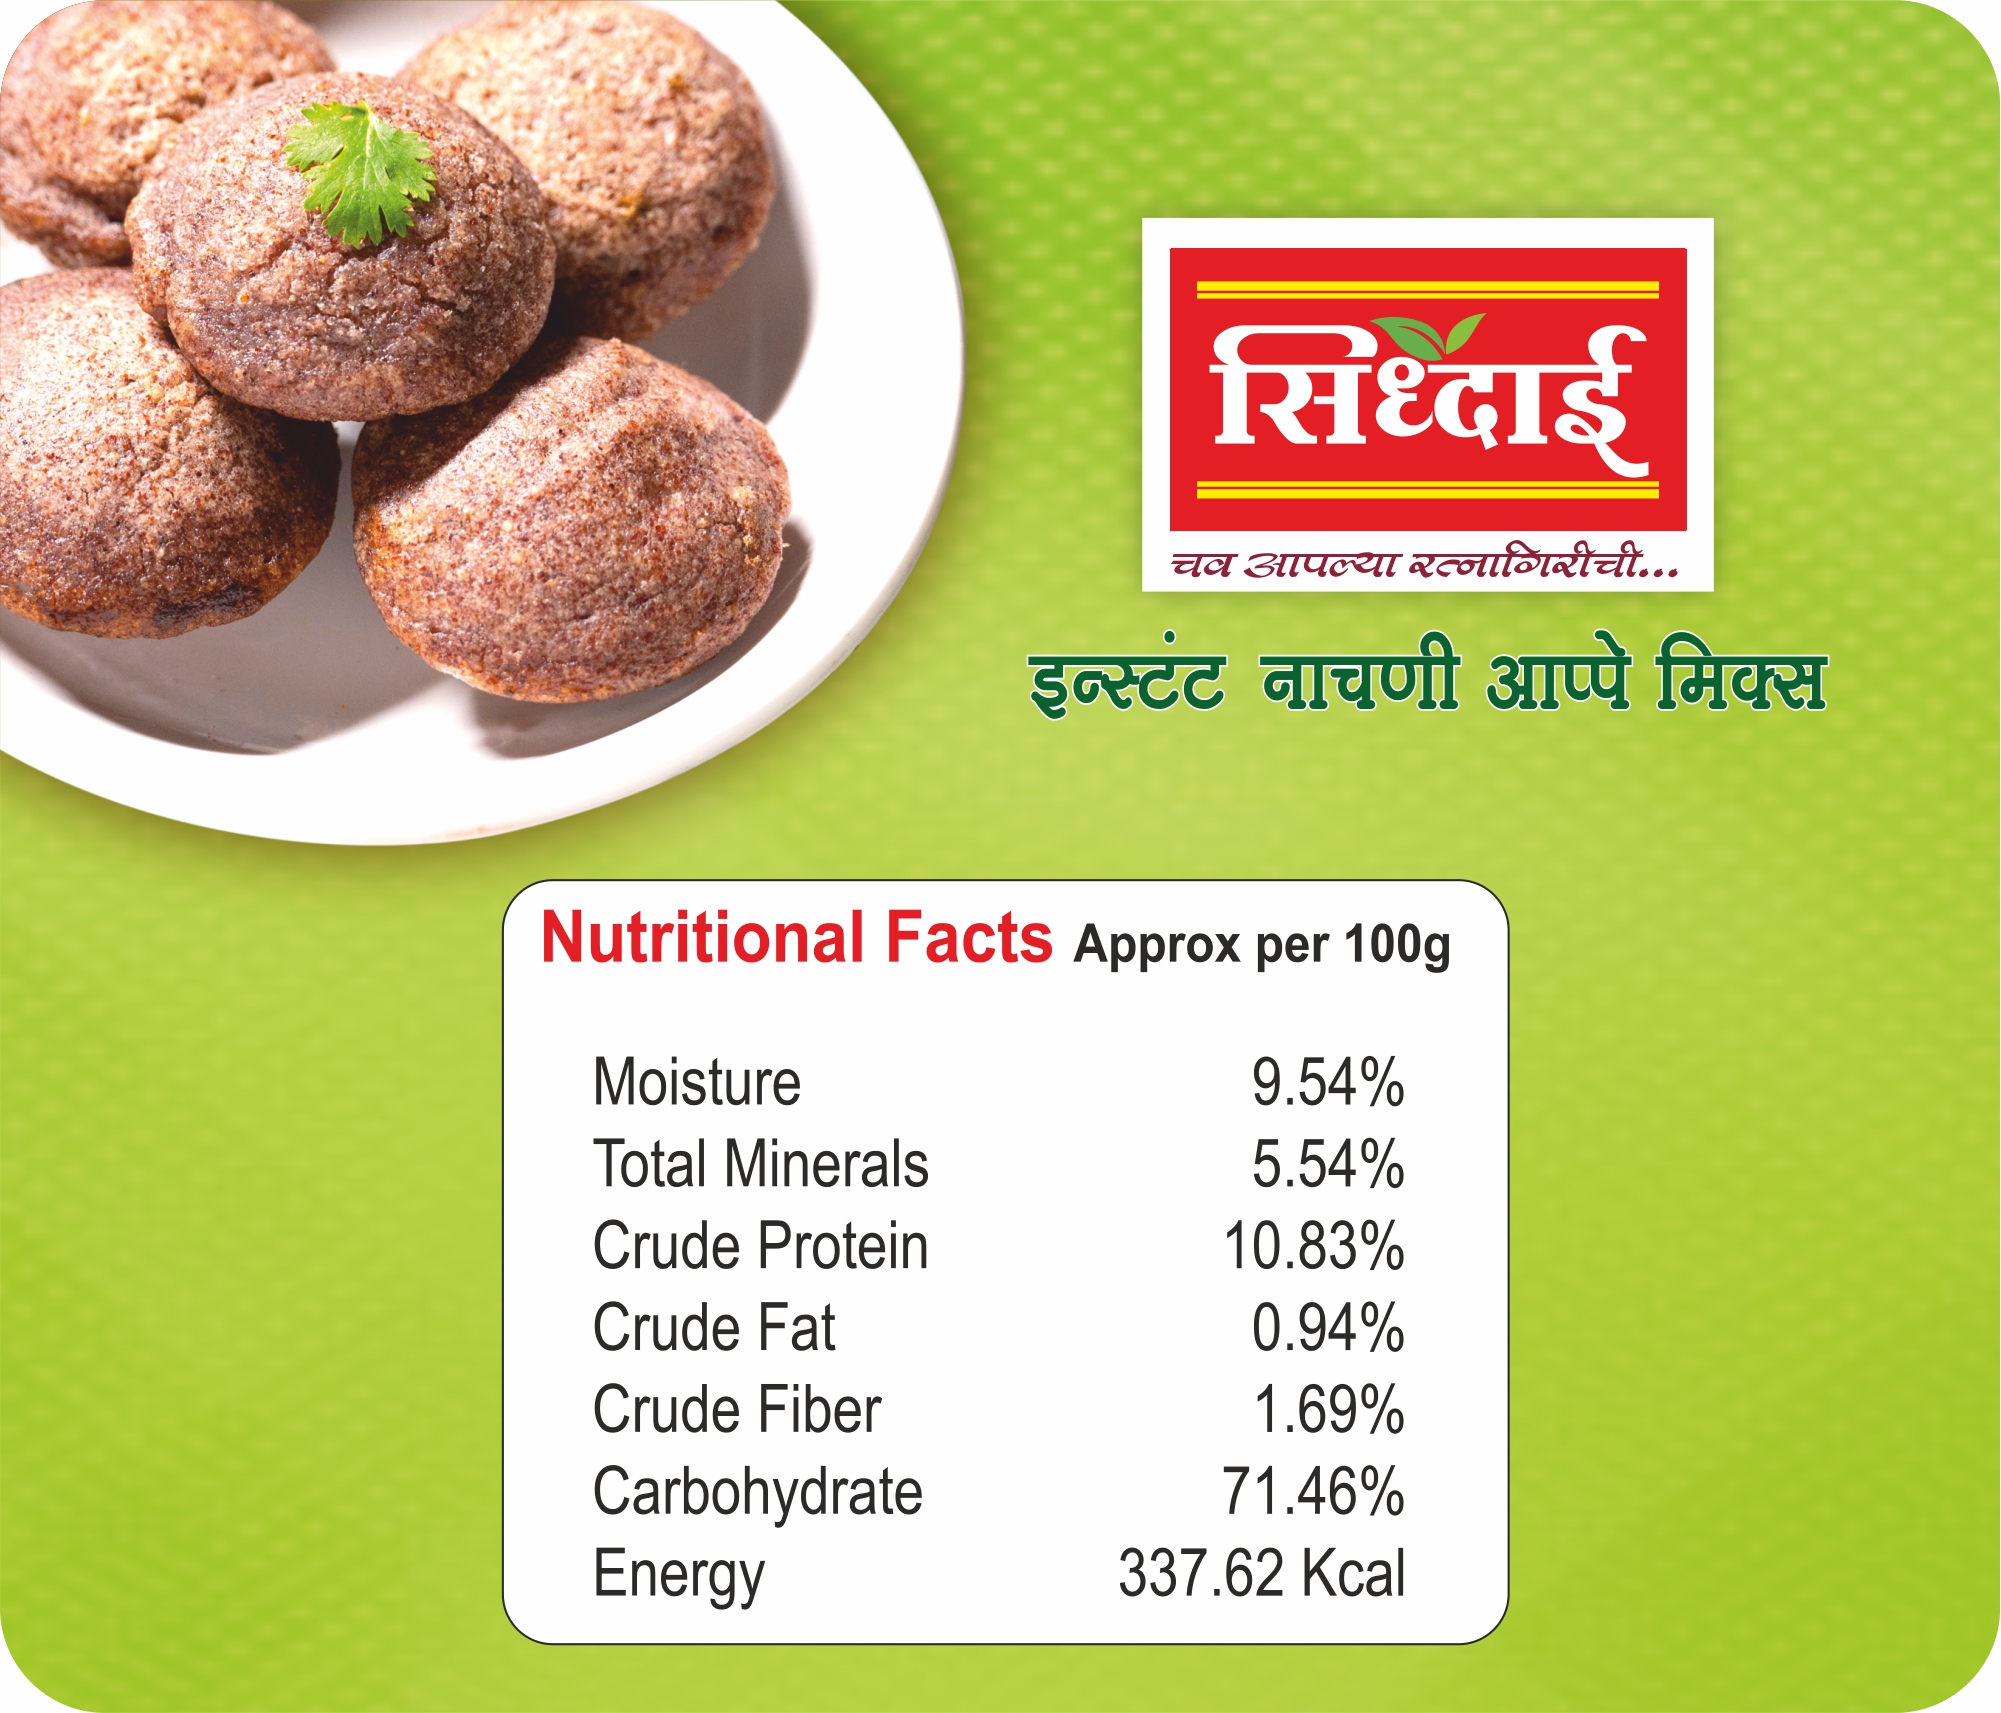 सिध्दाई
चव आपल्या रत्नागिरीची...
इन्स्टंट नाचणी आप्पे मिक्स
Nutritional Facts Approx per 100g
Moisture 9.54%
Total Minerals 5.54%
Crude Protein 10.83%
Crude Fat 0.94%
Crude Fiber 1.69%
Carbohydrate 71.46%
Energy 337.62 Kcal